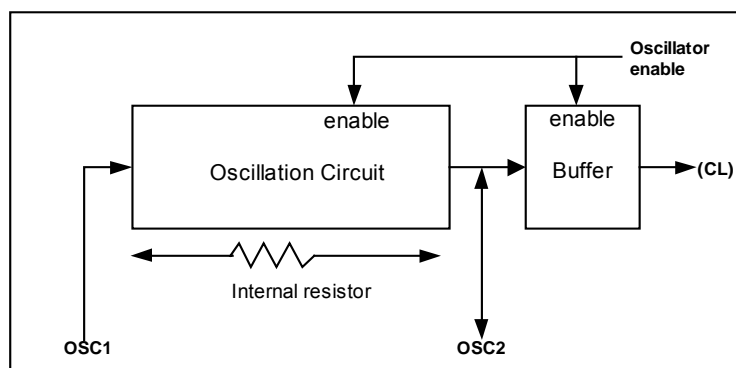 Oscillator
enable
enable
enable
Oscillation Circuit
Buffer
(CL)
Internal resistor
OSC1
OSC2